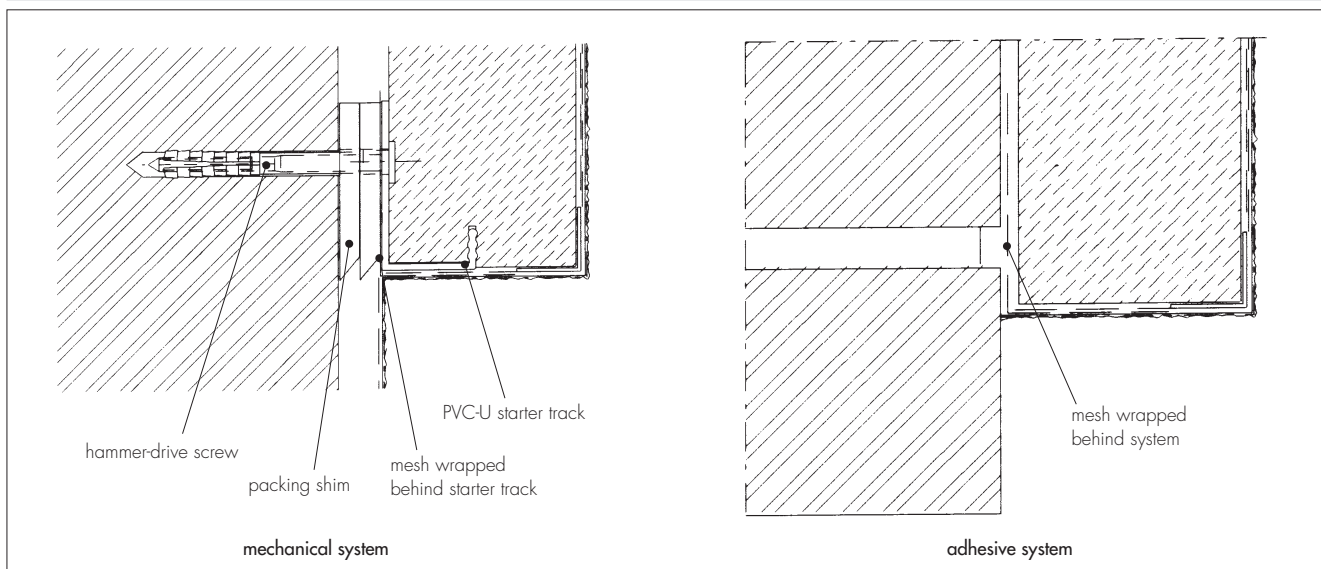 hammer-drive screw
packing shim
mesh wrapped
behind starter track
PVC-U starter track
mechanical system
mesh wrapped
behind system
adhesive system